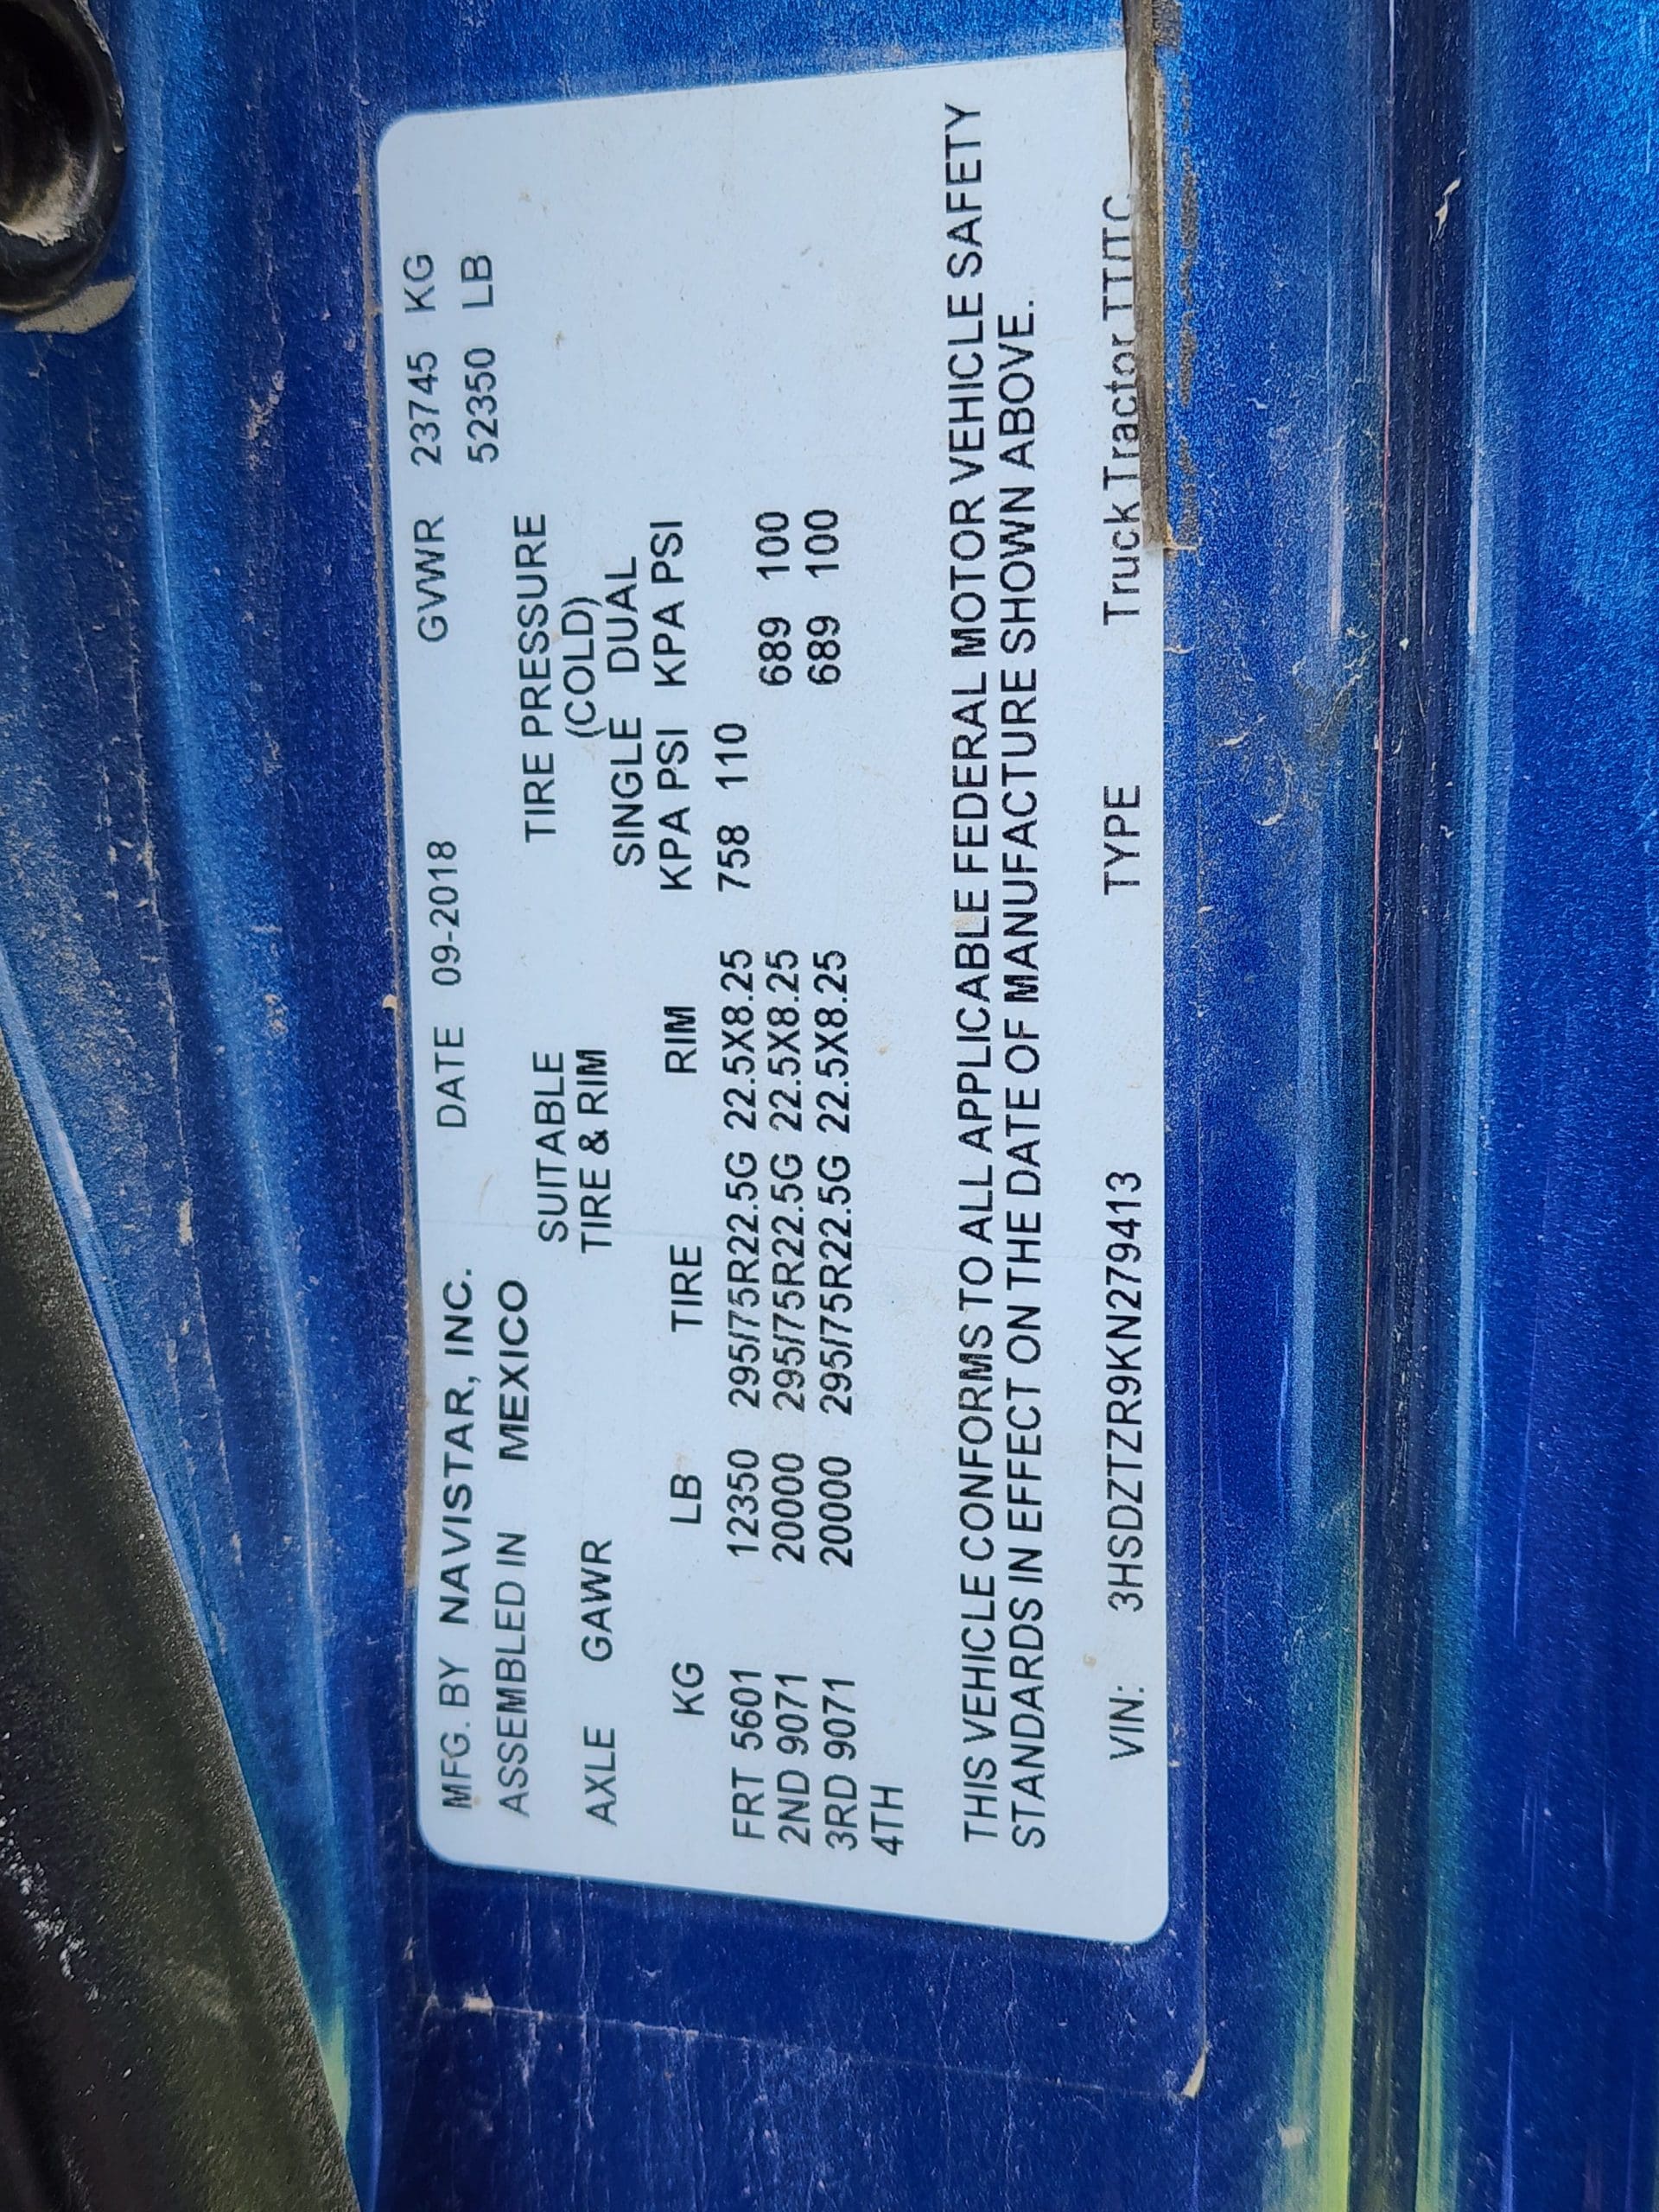 MFG. BY NAVISTAR, INC. DATE 09-2018 GVWR 23745 KG
ASSEMBLED IN MEXICO 52350 LB
SUITABLE TIRE PRESSURE
AXLE GAWR TIRE & RIM (COLD)
SINGLE DUAL
KG LB TIRE RIM KPA PSI KPA PSI
FRT 5601 12350 295/75R22.5G 22.5X8.25 758 110
2ND 9071 20000 295/75R22.5G 22.5X8.25 689 100
3RD 9071 20000 295/75R22.5G 22.5X8.25 689 100
4TH
THIS VEHICLE CONFORMS TO ALL APPLICABLE FEDERAL MOTOR VEHICLE SAFETY
STANDARDS IN EFFECT ON THE DATE OF MANUFACTURE SHOWN ABOVE.
VIN: 3HSDZTZR9KN279413 TYPE Truck Tractor TT/TC